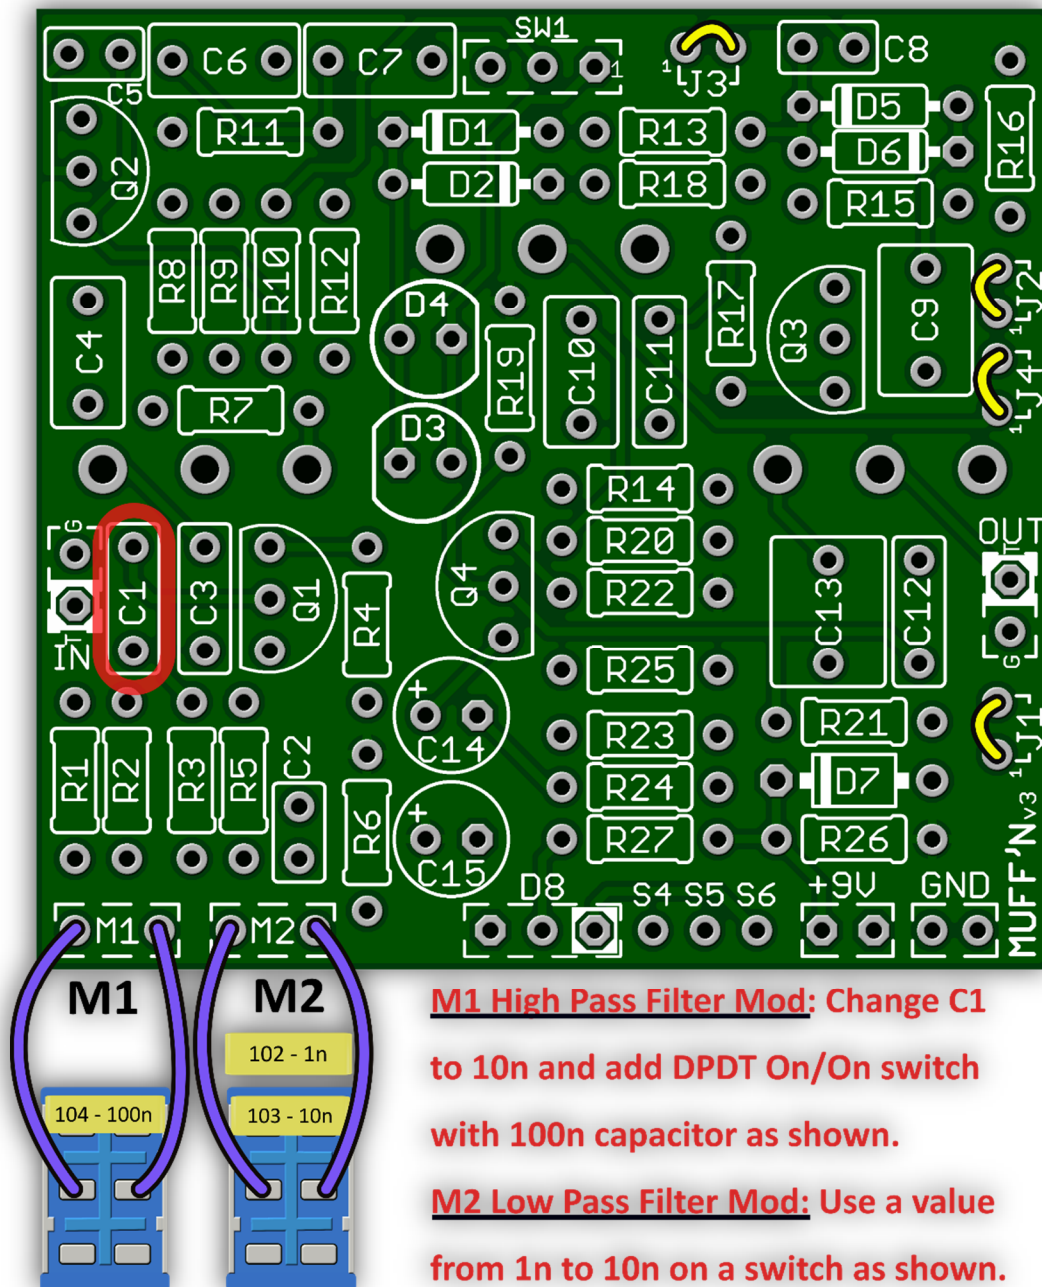 SW1
C6
C7
1
1
J3
C8
C5
D5
R11
D1
R13
D6
R16
Q2
D2
R18
R15
R8
R9
R10
R12
D4
R17
C9
J2
1
C4
R19
C10
C11
Q3
R7
D3
J4
1
R14
G
OUT
T
C1
C3
Q1
R4
Q4
R20
R22
C13
C12
T
IN
G
R25
+
C14
R23
R21
J1
1
R1
R2
R3
R5
C2
R24
D7
R6
+
C15
R27
R26
D8
S4
S5
S6
+9V
GND
MUFF'N v3
M1
M2
M1
M2
102 - 1n
104 - 100n
103 - 10n
M1 High Pass Filter Mod: Change C1
to 10n and add DPDT On/On switch
with 100n capacitor as shown.
M2 Low Pass Filter Mod: Use a value
from 1n to 10n on a switch as shown.